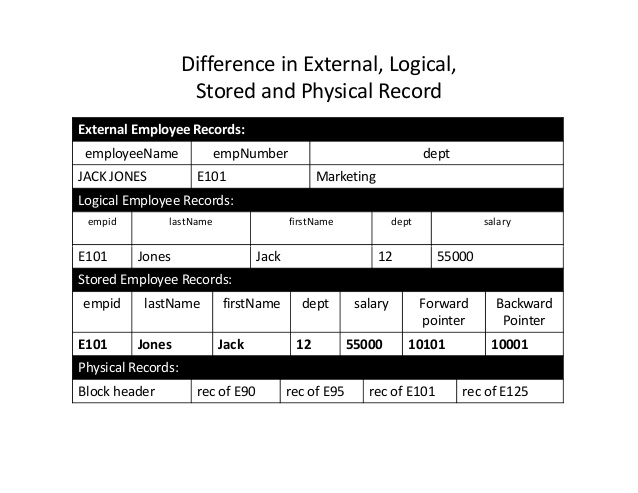 Difference in External, Logical,
Stored and Physical Record
External Employee Records:
employeeName empNumber dept
JACK JONES E101 Marketing
Logical Employee Records:
empid lastName firstName dept salary
E101 Jones Jack 12 55000
Stored Employee Records:
empid lastName firstName dept salary Forward Backward
pointer Pointer
E101 Jones Jack 12 55000 10101 10001
Physical Records:
Block header rec of E90 rec of E95 rec of E101 rec of E125